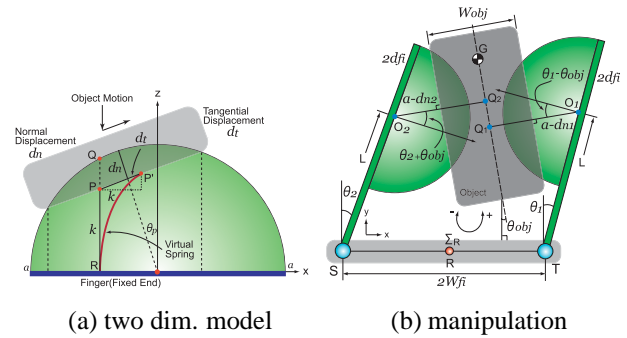 Object Motion
z
Normal
Displacement
dn
Tangential
Displacement
dt
Q
dt
dn
P
P'
k
k
θp
Virtual
Spring
R
a
a
x
Finger(Fixed End)
(a) two dim. model
Wobj
G
2dfi
2dfi
θ1-θobj
Q2
a-dn2
O1
O2
Q1
a-dn1
L
L
θ2+θobj
Object
θ2
y
x
-
+
θobj
θ1
ΣR
S
R
T
2Wfi
(b) manipulation